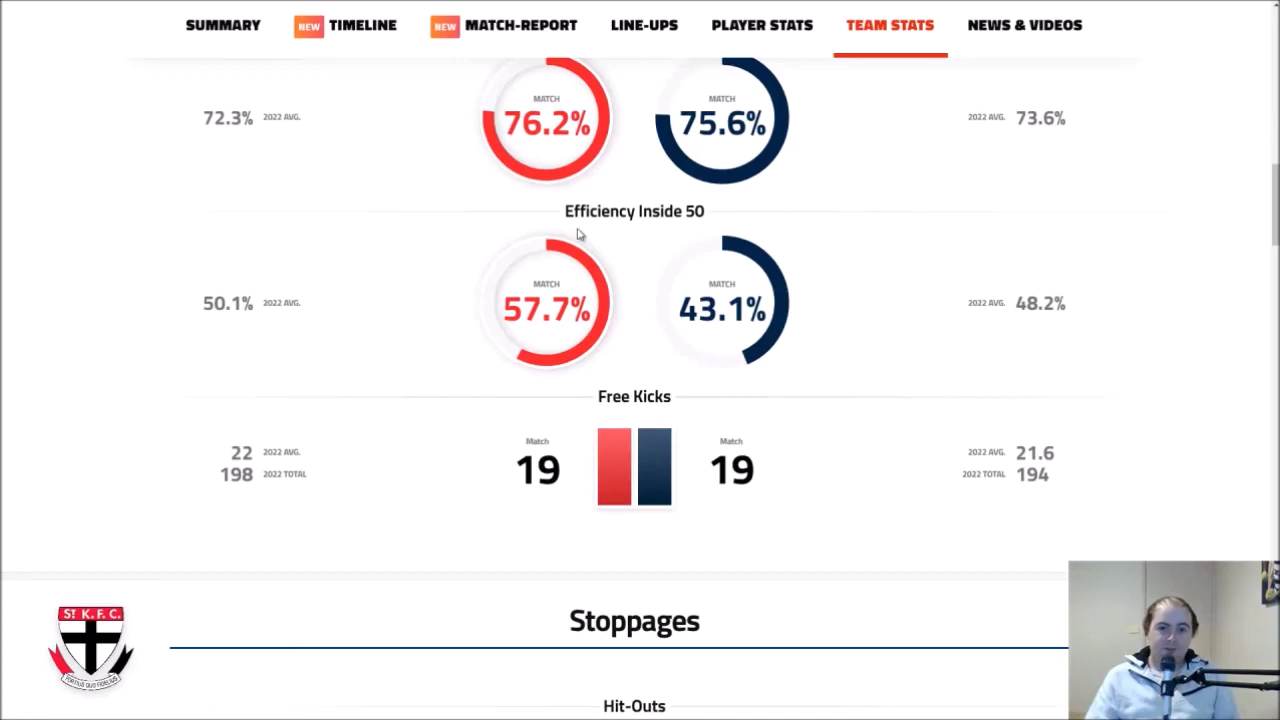 SUMMARY NEW TIMELINE NEW MATCH-REPORT LINE-UPS PLAYER STATS TEAM STATS NEWS & VIDEOS
72.3% 2022 AVG. MATCH 76.2% MATCH 75.6% 2022 AVG. 73.6%
Efficiency Inside 50
50.1% 2022 AVG. MATCH 57.7% MATCH 43.1% 2022 AVG. 48.2%
Free Kicks
22 2022 AVG. Match 19 Match 19 2022 AVG. 21.6
198 2022 TOTAL 2022 TOTAL 194
ST K.F.C.
FORTIUS QUO FIDELIUS
Stoppages
Hit-Outs